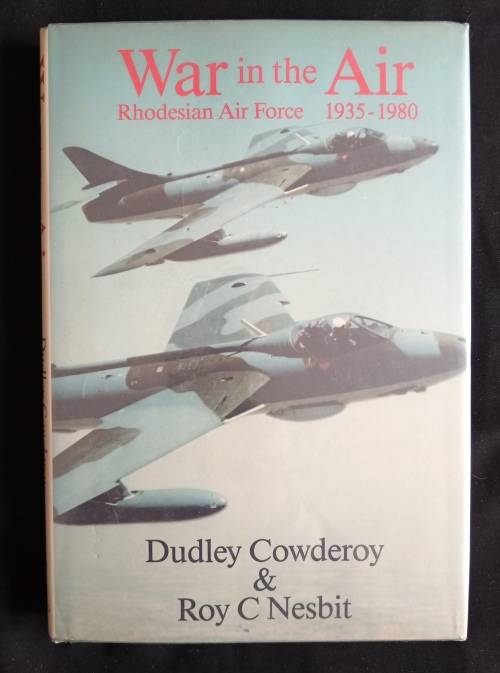 War in the Air
Rhodesian Air Force 1935-1980
Dudley Cowderoy
&
Roy C Nesbit